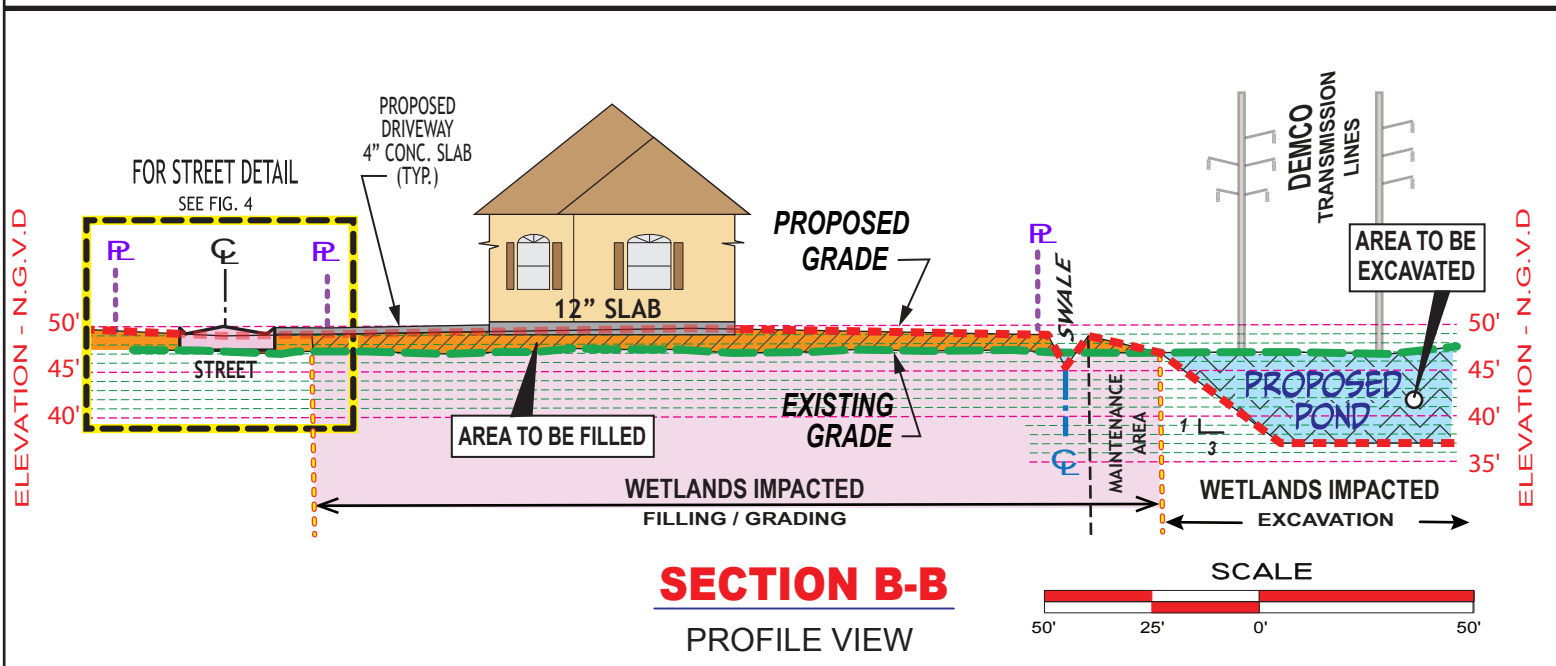 PROPOSED
DRIVEWAY
4” CONC. SLAB
(TYP.)
FOR STREET DETAIL
SEE FIG. 4
PL
CL
PL
ELEVATION - N.G.V.D
50'
45'
40'
STREET
12” SLAB
PROPOSED
GRADE
EXISTING
GRADE
AREA TO BE FILLED
PL
SWALE
CL
MAINTENANCE
AREA
DEMCO
TRANSMISSION
LINES
AREA TO BE
EXCAVATED
PROPOSED
POND
1
3
50'
45'
40'
35'
ELEVATION - N.G.V.D
WETLANDS IMPACTED
FILLING / GRADING
WETLANDS IMPACTED
EXCAVATION
SECTION B-B
PROFILE VIEW
SCALE
50' 25' 0' 50'